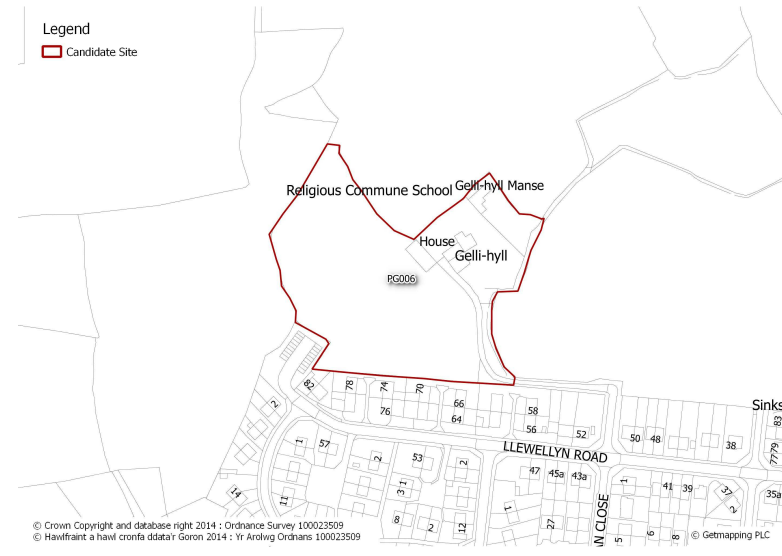 Legend
Candidate Site
Religious Commune School
Gelli-hyll Manse
House
Gelli-hyll
PG006
Sinks
82
78
74
70
76
66
64
58
56
52
50
48
38
83
79
77
2
LLEWELLYN ROAD
1
57
2
53
2
47
45a
43a
1
41
39
37
2
35a
14
11
3
1
8
2
12
1
27
AN CLOSE
5
6
8
© Crown Copyright and database right 2014 : Ordnance Survey 100023509
© Hawlfraint a hawl cronfa ddata'r Goron 2014 : Yr Arolwg Ordnans 100023509
© Getmapping PLC